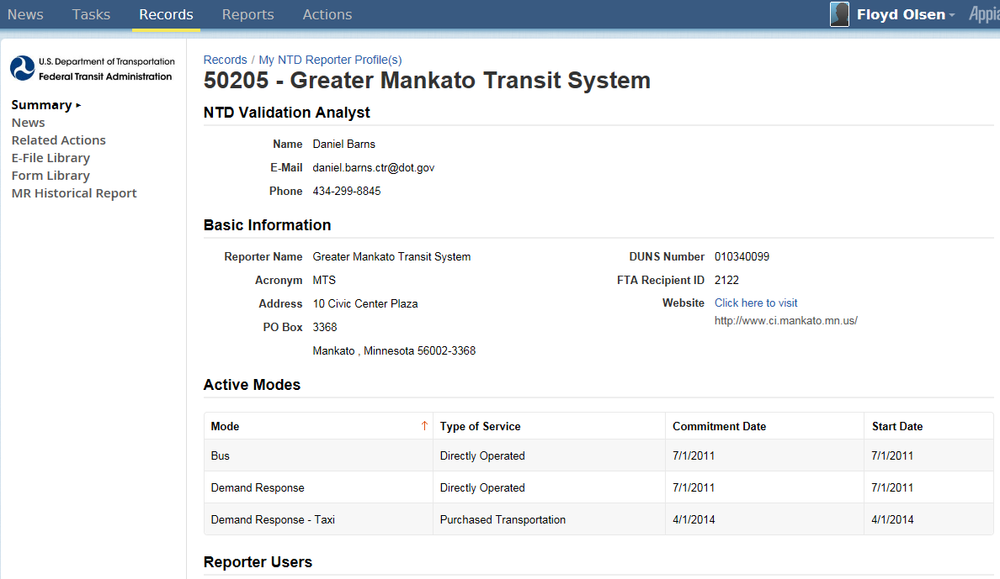 News Tasks Records Reports Actions Floyd Olsen
U.S. Department of Transportation
Federal Transit Administration
Summary
News
Related Actions
E-File Library
Form Library
MR Historical Report
Records / My NTD Reporter Profile(s)
50205 - Greater Mankato Transit System
NTD Validation Analyst
Name Daniel Barns
E-Mail daniel.barns.ctr@dot.gov
Phone 434-299-8845
Basic Information
Reporter Name Greater Mankato Transit System DUNS Number 010340099
Acronym MTS FTA Recipient ID 2122
Address 10 Civic Center Plaza Website Click here to visit
http://www.ci.mankato.mn.us/
PO Box 3368
Mankato , Minnesota 56002-3368
Active Modes
Mode ↑ Type of Service Commitment Date Start Date
Bus Directly Operated 7/1/2011 7/1/2011
Demand Response Directly Operated 7/1/2011 7/1/2011
Demand Response - Taxi Purchased Transportation 4/1/2014 4/1/2014
Reporter Users